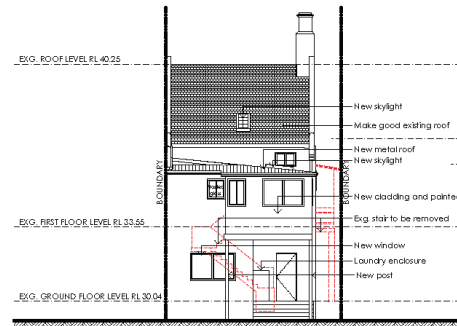 EXG. ROOF LEVEL RL 40.25
New skylight
Make good existing roof
New metal roof
New skylight
BOUNDARY
BOUNDARY
New cladding and painte
Exg. stair to be removed
EXG. FIRST FLOOR LEVEL RL 33.55
New window
Laundry enclosure
New post
EXG. GROUND FLOOR LEVEL RL 30.04